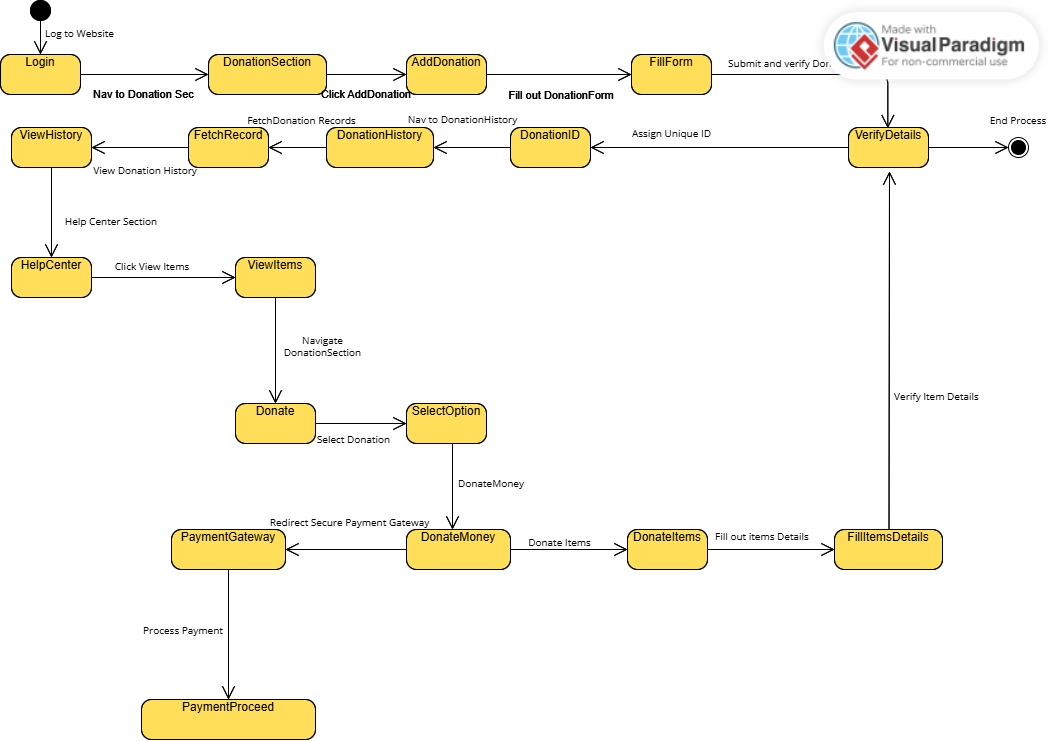 Log to Website
Made with
VisualParadigm
For non-commercial use
Login
DonationSection
AddDonation
FillForm
Submit and verify
Nav to Donation Sec
Click AddDonation
Fill out DonationForm
End Process
ViewHistory
FetchRecord
FetchDonation Records
DonationHistory
Nav to DonationHistory
DonationID
Assign Unique ID
VerifyDetails
View Donation History
Help Center Section
HelpCenter
Click View Items
ViewItems
Navigate
DonationSection
Verify Item Details
Donate
SelectOption
Select Donation
DonateMoney
Redirect Secure Payment Gateway
PaymentGateway
DonateMoney
Donate Items
DonateItems
Fill out items Details
FillItemsDetails
Process Payment
PaymentProceed